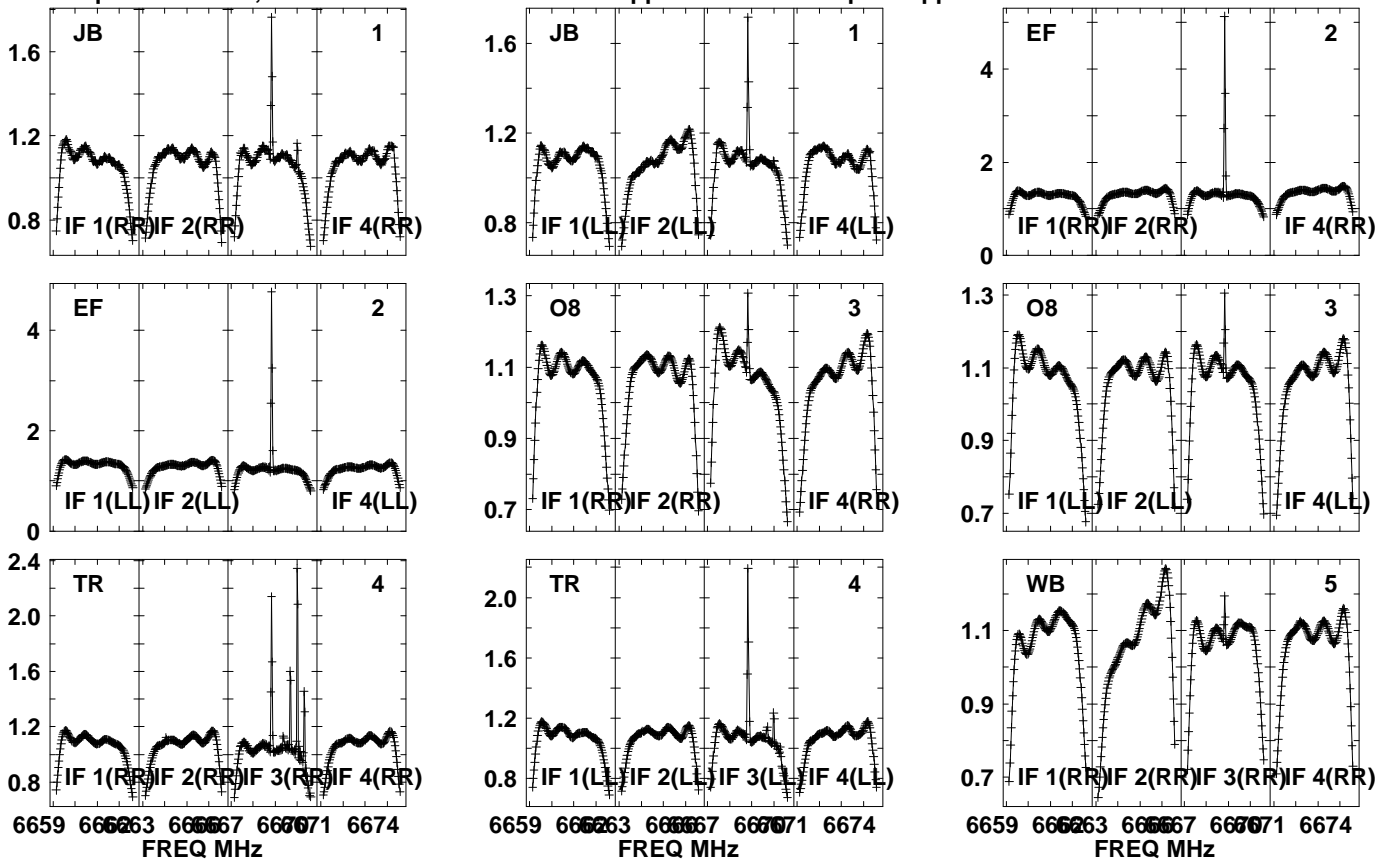 JB 1
1.6
1.2
0.8
IF 1(RR) IF 2(RR) IF 4(RR)
JB 1
1.6
1.2
0.8
IF 1(LL) IF 2(LL) IF 4(LL)
EF 2
4
2
0
IF 1(RR) IF 2(RR) IF 4(RR)
EF 2
4
2
0
IF 1(LL) IF 2(LL) IF 4(LL)
O8 3
1.3
1.1
0.9
0.7
IF 1(RR) IF 2(RR) IF 4(RR)
O8 3
1.3
1.1
0.9
0.7
IF 1(LL) IF 2(LL) IF 4(LL)
TR 4
2.4
2.0
1.6
1.2
0.8
IF 1(RR) IF 2(RR) IF 3(RR) IF 4(RR)
TR 4
2.0
1.6
1.2
0.8
IF 1(LL) IF 2(LL) IF 3(LL) IF 4(LL)
WB 5
1.1
0.9
0.7
IF 1(RR) IF 2(RR) IF 3(RR) IF 4(RR)
6659 6674
FREQ MHz
6659 6674
FREQ MHz
6659 6674
FREQ MHz